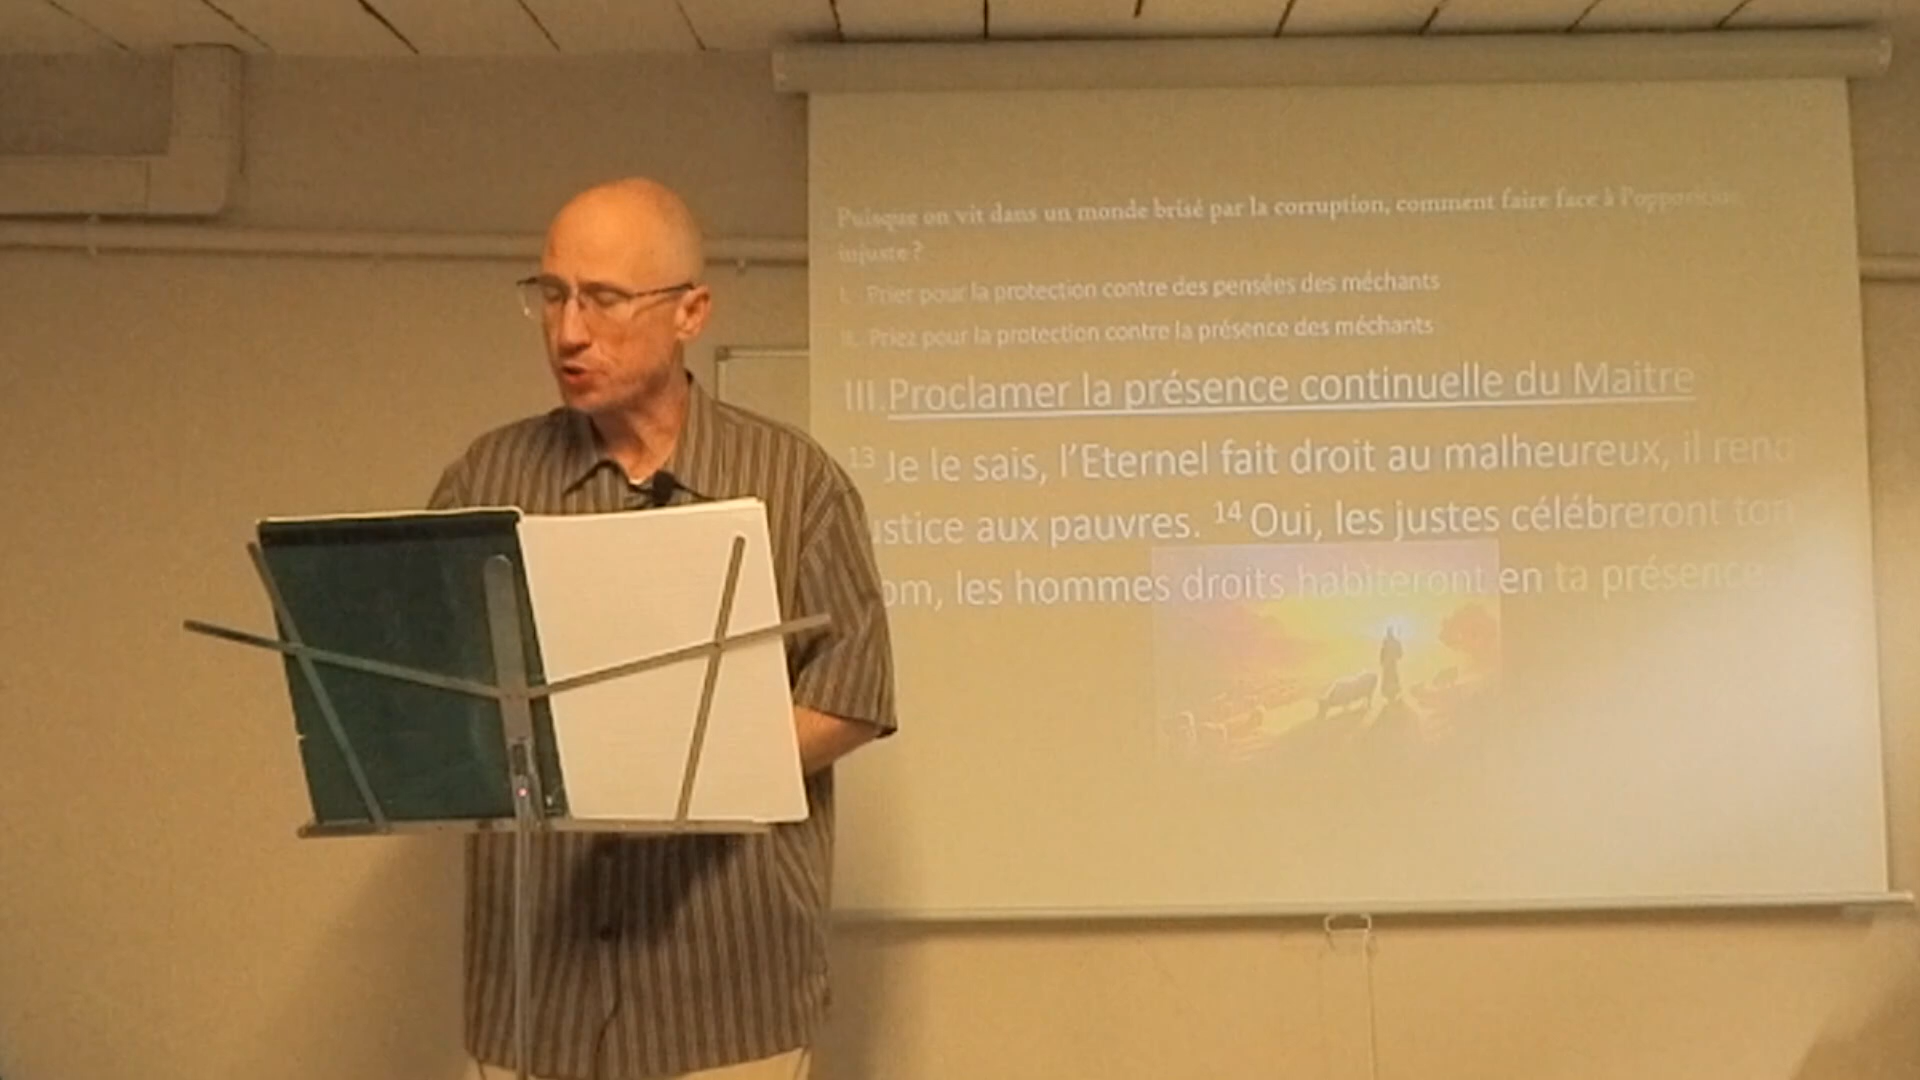 Puisque on vit dans un monde brisé par la corruption, comment faire face à l'opposition
injuste ?
I. Prier pour la protection contre des pensées des méchants
II. Priez pour la protection contre la présence des méchants
III. Proclamer la présence continuelle du Maitre
13 Je le sais, l'Eternel fait droit au malheureux, il rend
ustice aux pauvres. 14 Oui, les justes célébreront ton
om, les hommes droits habiteront en ta présence.